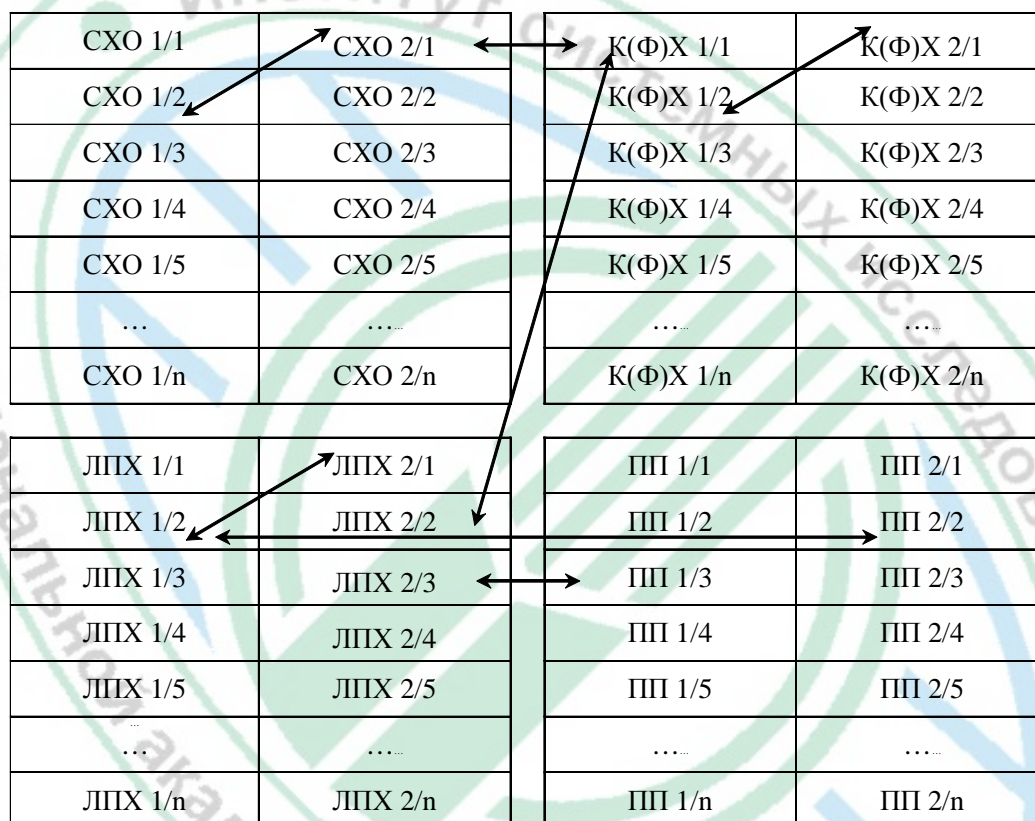 Институт системных исследов
альной ака
СХО 1/1 СХО 2/1 К(Ф)Х 1/1 К(Ф)Х 2/1
СХО 1/2 СХО 2/2 К(Ф)Х 1/2 К(Ф)Х 2/2
СХО 1/3 СХО 2/3 К(Ф)Х 1/3 К(Ф)Х 2/3
СХО 1/4 СХО 2/4 К(Ф)Х 1/4 К(Ф)Х 2/4
СХО 1/5 СХО 2/5 К(Ф)Х 1/5 К(Ф)Х 2/5
… …... …... …...
СХО 1/n СХО 2/n К(Ф)Х 1/n К(Ф)Х 2/n
ЛПХ 1/1 ЛПХ 2/1 ПП 1/1 ПП 2/1
ЛПХ 1/2 ЛПХ 2/2 ПП 1/2 ПП 2/2
ЛПХ 1/3 ЛПХ 2/3 ПП 1/3 ПП 2/3
ЛПХ 1/4 ЛПХ 2/4 ПП 1/4 ПП 2/4
ЛПХ 1/5 ЛПХ 2/5 ПП 1/5 ПП 2/5
...
… …... …... …...
ЛПХ 1/n ЛПХ 2/n ПП 1/n ПП 2/n